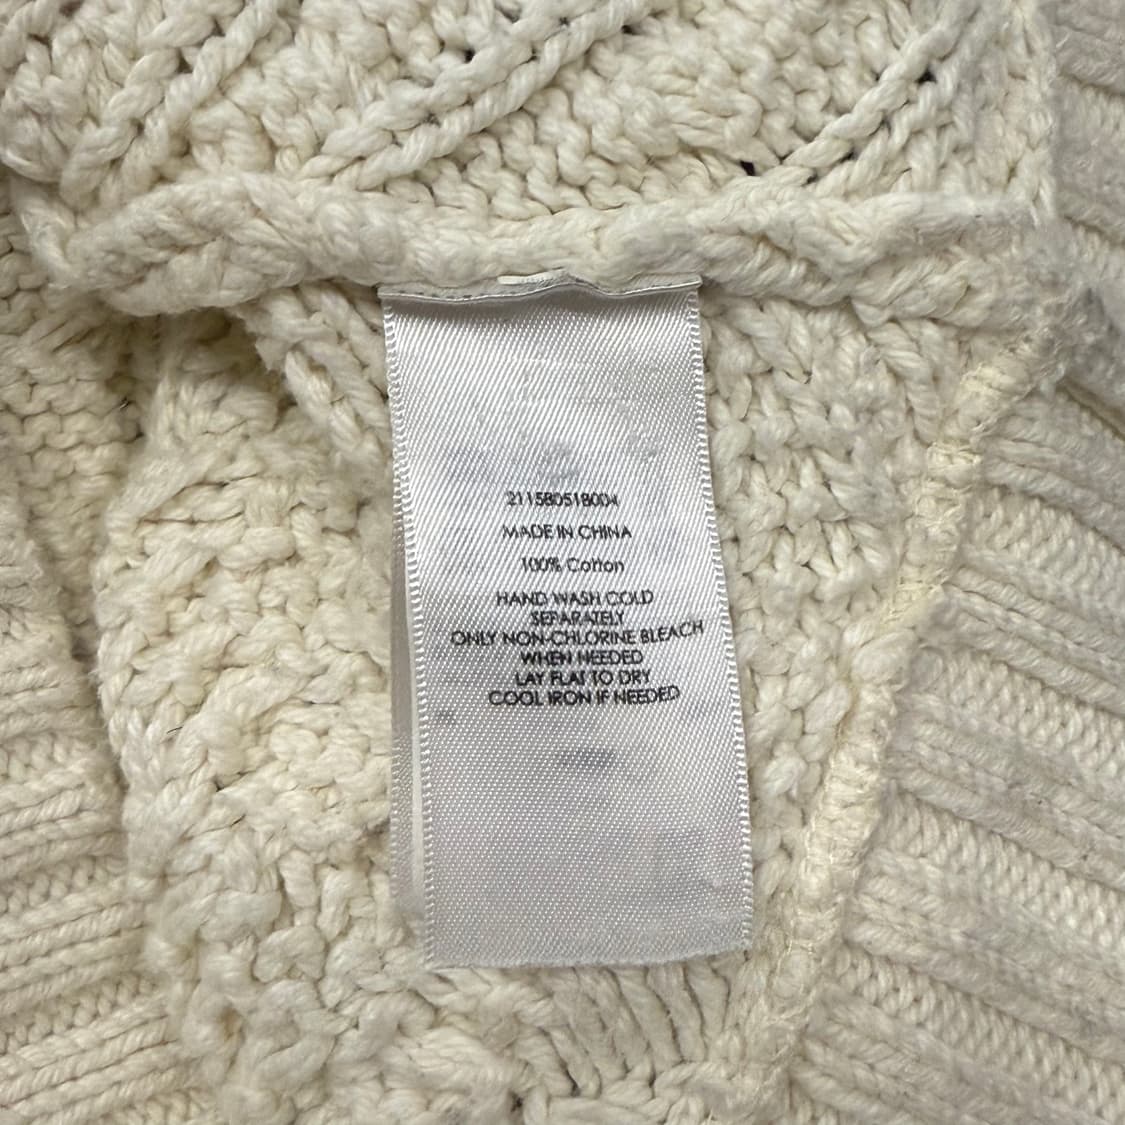 211580518004
MADE IN CHINA
100% Cotton
HAND WASH COLD
SEPARATELY
ONLY NON-CHLORINE BLEACH
WHEN NEEDED
LAY FLAT TO DRY
COOL IRON IF NEEDED